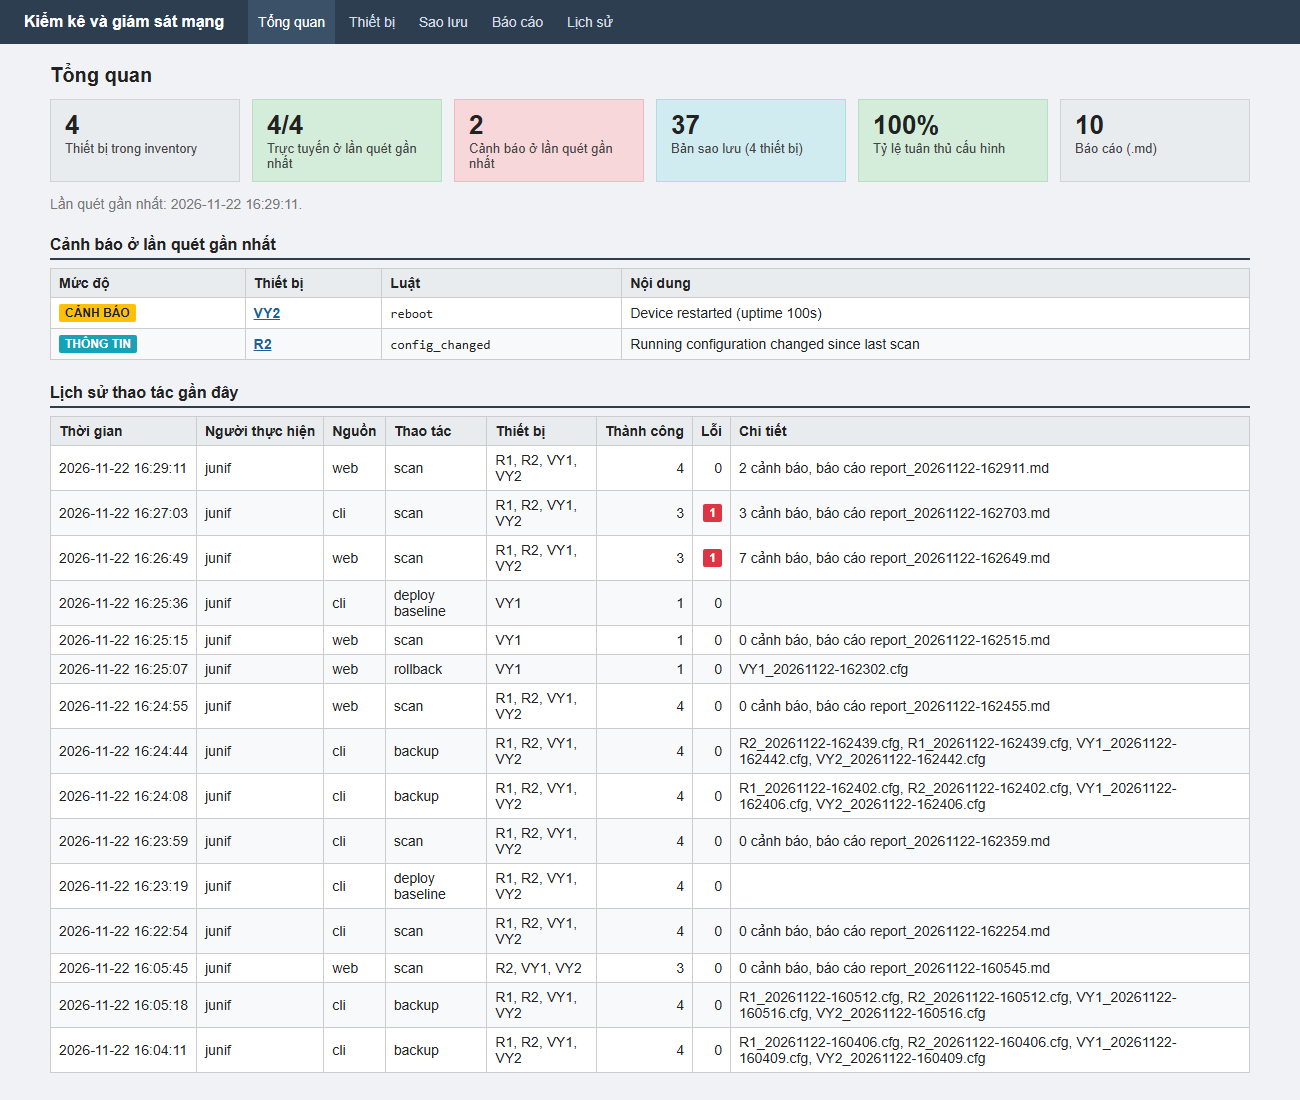 Kiểm kê và giám sát mạng Tổng quan Thiết bị Sao lưu Báo cáo Lịch sử
Tổng quan
4
Thiết bị trong inventory
4/4
Trực tuyến ở lần quét gần
nhất
2
Cảnh báo ở lần quét gần
nhất
37
Bản sao lưu (4 thiết bị)
100%
Tỷ lệ tuân thủ cấu hình
10
Báo cáo (.md)
Lần quét gần nhất: 2026-11-22 16:29:11.
Cảnh báo ở lần quét gần nhất
Mức độ Thiết bị Luật Nội dung
CẢNH BÁO VY2 reboot Device restarted (uptime 100s)
THÔNG TIN R2 config_changed Running configuration changed since last scan
Lịch sử thao tác gần đây
Thời gian Người thực hiện Nguồn Thao tác Thiết bị Thành công Lỗi Chi tiết
2026-11-22 16:29:11 junif web scan R1, R2, VY1,
VY2 4 0 2 cảnh báo, báo cáo report_20261122-162911.md
2026-11-22 16:27:03 junif cli scan R1, R2, VY1,
VY2 3 1 3 cảnh báo, báo cáo report_20261122-162703.md
2026-11-22 16:26:49 junif web scan R1, R2, VY1,
VY2 3 1 7 cảnh báo, báo cáo report_20261122-162649.md
2026-11-22 16:25:36 junif cli deploy
baseline VY1 1 0
2026-11-22 16:25:15 junif web scan VY1 1 0 0 cảnh báo, báo cáo report_20261122-162515.md
2026-11-22 16:25:07 junif web rollback VY1 1 0 VY1_20261122-162302.cfg
2026-11-22 16:24:55 junif web scan R1, R2, VY1,
VY2 4 0 0 cảnh báo, báo cáo report_20261122-162455.md
2026-11-22 16:24:44 junif cli backup R1, R2, VY1,
VY2 4 0 R2_20261122-162439.cfg, R1_20261122-162439.cfg, VY1_20261122-
162442.cfg, VY2_20261122-162442.cfg
2026-11-22 16:24:08 junif cli backup R1, R2, VY1,
VY2 4 0 R1_20261122-162402.cfg, R2_20261122-162402.cfg, VY1_20261122-
162406.cfg, VY2_20261122-162406.cfg
2026-11-22 16:23:59 junif cli scan R1, R2, VY1,
VY2 4 0 0 cảnh báo, báo cáo report_20261122-162359.md
2026-11-22 16:23:19 junif cli deploy
baseline R1, R2, VY1,
VY2 4 0
2026-11-22 16:22:54 junif cli scan R1, R2, VY1,
VY2 4 0 0 cảnh báo, báo cáo report_20261122-162254.md
2026-11-22 16:05:45 junif web scan R2, VY1, VY2 3 0 0 cảnh báo, báo cáo report_20261122-160545.md
2026-11-22 16:05:18 junif cli backup R1, R2, VY1,
VY2 4 0 R1_20261122-160512.cfg, R2_20261122-160512.cfg, VY1_20261122-
160516.cfg, VY2_20261122-160516.cfg
2026-11-22 16:04:11 junif cli backup R1, R2, VY1,
VY2 4 0 R1_20261122-160406.cfg, R2_20261122-160406.cfg, VY1_20261122-
160409.cfg, VY2_20261122-160409.cfg